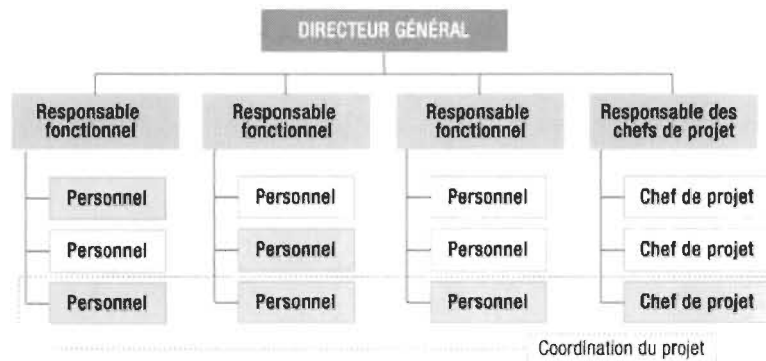 DIRECTEUR GÉNÉRAL
Responsable
fonctionnel
Responsable
fonctionnel
Responsable
fonctionnel
Responsable des
chefs de projet
Personnel
Personnel
Personnel
Chef de projet
Personnel
Personnel
Personnel
Chef de projet
Personnel
Personnel
Personnel
Chef de projet
Coordination du projet